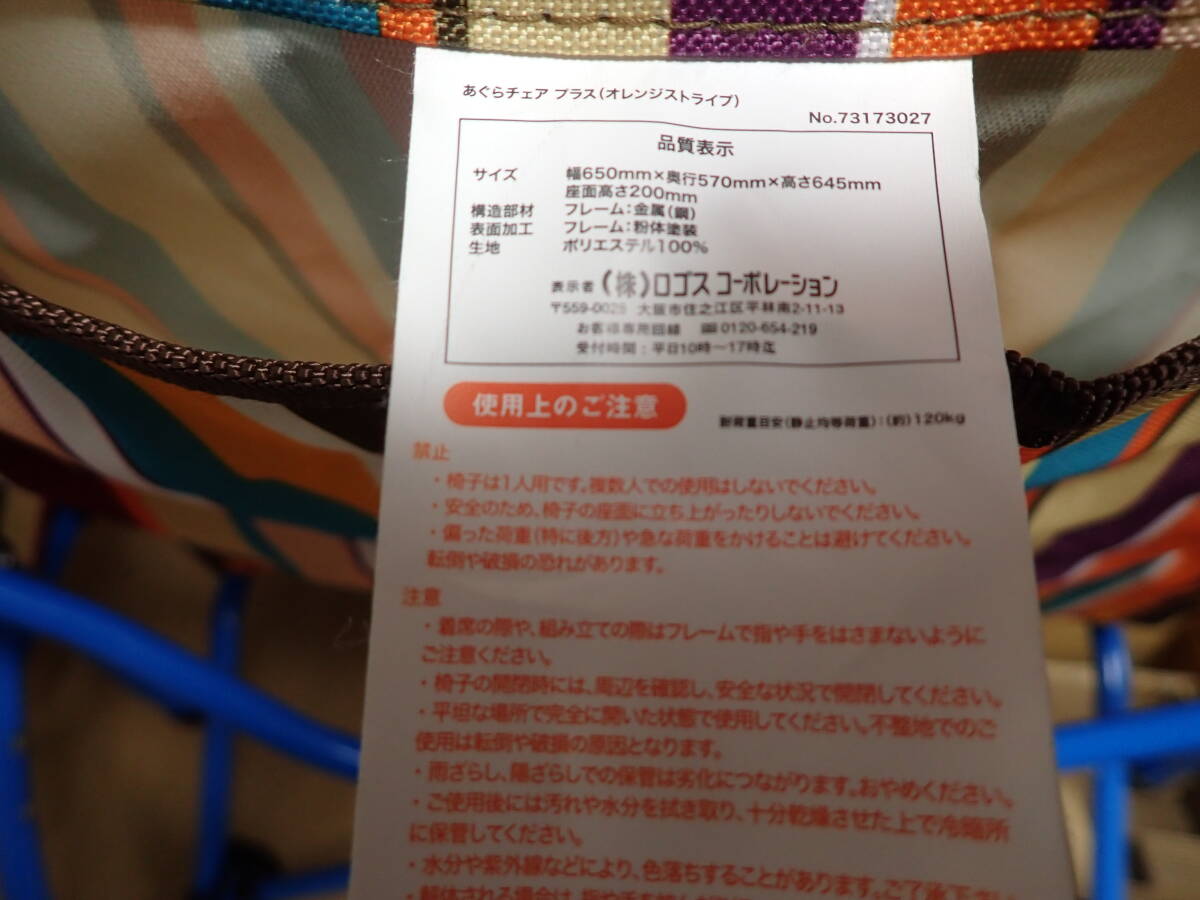 あぐらチェア プラス(オレンジストライプ)
No.73173027
品質表示
サイズ 幅650mm×奥行570mm×高さ645mm
座面高さ200mm
構造部材 フレーム:金属(鋼)
表面加工 フレーム:粉体塗装
生地 ポリエステル100%
表示者 (株)ロゴス コーポレーション
〒559-0025 大阪市住之江区平林南2-11-13
お客様専用回線 0120-654-219
受付時間:平日10時〜17時迄
使用上のご注意
耐荷重目安(静止均等荷重):(約)120kg
禁止
・椅子は1人用です。複数人での使用はしないでください。
・安全のため、椅子の座面に立ち上がったりしないでください。
・偏った荷重(特に後方)や急な荷重をかけることは避けてください。
転倒や破損の恐れがあります。
注意
・着席の際や、組み立ての際はフレームで指や手をはさまないように
ご注意ください。
・椅子の開閉時には、周辺を確認し、安全な状況で開閉してください。
・平坦な場所で完全に開いた状態で使用してください。不整地でのご
使用は転倒や破損の原因となります。
・雨ざらし、陽ざらしでの保管は劣化につながります。おやめください。
・ご使用後には汚れや水分を拭き取り、十分乾燥させた上で冷暗所
に保管してください。
・水分や紫外線などにより、色落ちすることがあります。ご了承下さい。